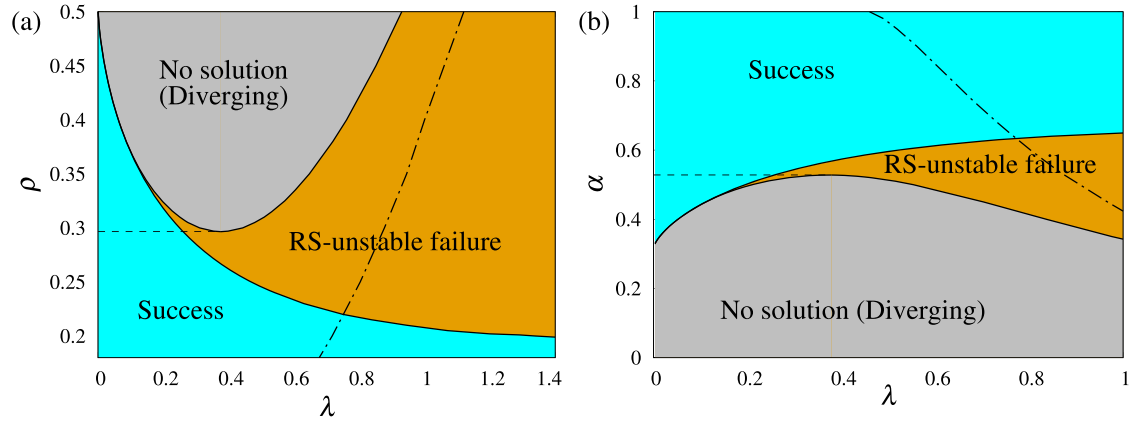 (a)
0.5
0.45
0.4
0.35
0.3
0.25
0.2
ρ
No solution
(Diverging)
RS-unstable failure
Success
0 0.2 0.4 0.6 0.8 1 1.2 1.4
λ
(b)
1
0.8
0.6
0.4
0.2
0
α
Success
RS-unstable failure
No solution (Diverging)
0 0.2 0.4 0.6 0.8 1
λ